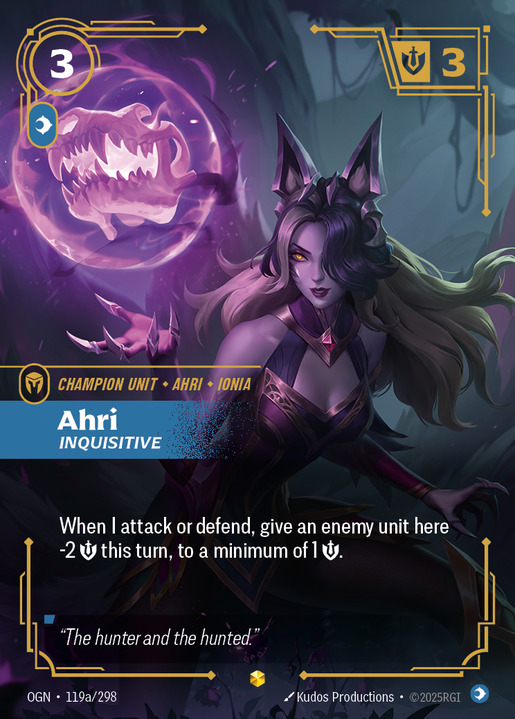 3
3
CHAMPION UNIT • AHRI • IONIA
Ahri
INQUISITIVE
When I attack or defend, give an enemy unit here
-2 this turn, to a minimum of 1.
“The hunter and the hunted.”
OGN • 119a/298
Kudos Productions • ©2025RGI